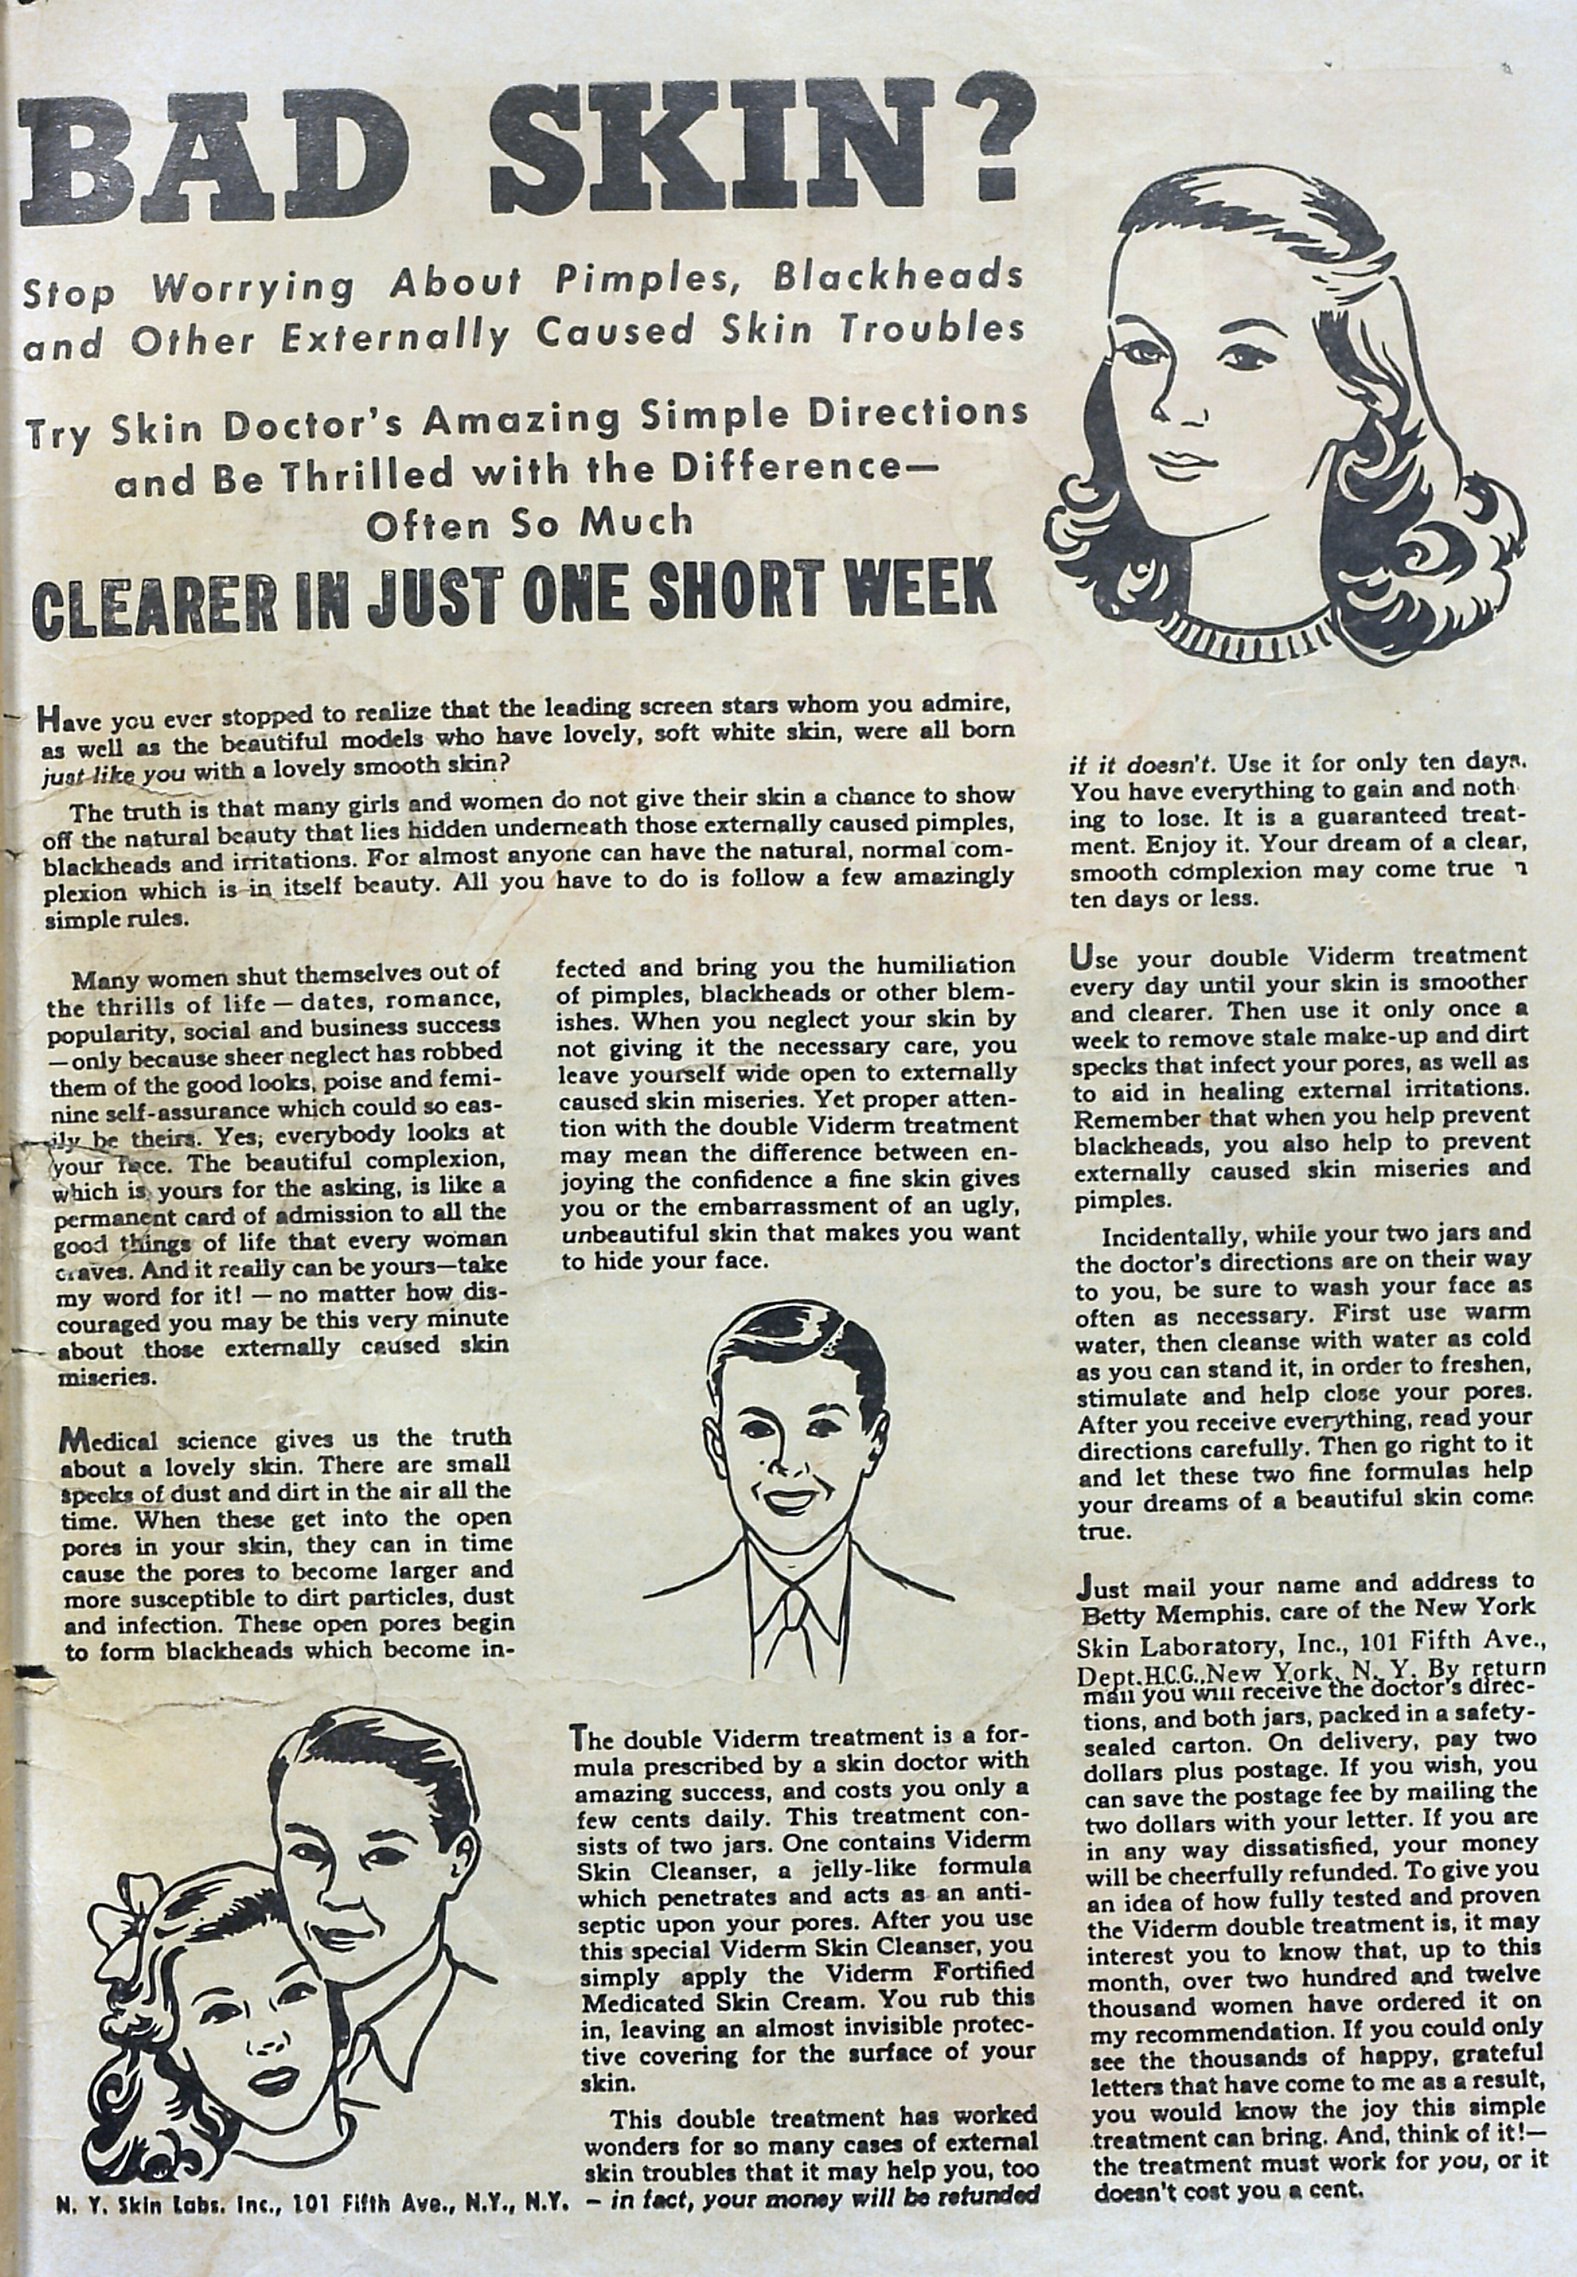 BAD SKIN?
Stop Worrying About Pimples, Blackheads
and Other Externally Caused Skin Troubles
Try Skin Doctor's Amazing Simple Directions
and Be Thrilled with the Difference—
Often So Much
CLEARER IN JUST ONE SHORT WEEK
Have you ever stopped to realize that the leading screen stars whom you admire,
as well as the beautiful models who have lovely, soft white skin, were all born
just like you with a lovely smooth skin?
The truth is that many girls and women do not give their skin a chance to show
off the natural beauty that lies hidden underneath those externally caused pimples,
blackheads and irritations. For almost anyone can have the natural, normal com-
plexion which is in itself beauty. All you have to do is follow a few amazingly
simple rules.
Many women shut themselves out of
the thrills of life — dates, romance,
popularity, social and business success
—only because sheer neglect has robbed
them of the good looks, poise and femi-
nine self-assurance which could so eas-
ily be theirs. Yes, everybody looks at
your face. The beautiful complexion,
which is yours for the asking, is like a
permanent card of admission to all the
good things of life that every woman
craves. And it really can be yours—take
my word for it! — no matter how dis-
couraged you may be this very minute
about those externally caused skin
miseries.
Medical science gives us the truth
about a lovely skin. There are small
specks of dust and dirt in the air all the
time. When these get into the open
pores in your skin, they can in time
cause the pores to become larger and
more susceptible to dirt particles, dust
and infection. These open pores begin
to form blackheads which become in-
fected and bring you the humiliation
of pimples, blackheads or other blem-
ishes. When you neglect your skin by
not giving it the necessary care, you
leave yourself wide open to externally
caused skin miseries. Yet proper atten-
tion with the double Viderm treatment
may mean the difference between en-
joying the confidence a fine skin gives
you or the embarrassment of an ugly,
unbeautiful skin that makes you want
to hide your face.
The double Viderm treatment is a for-
mula prescribed by a skin doctor with
amazing success, and costs you only a
few cents daily. This treatment con-
sists of two jars. One contains Viderm
Skin Cleanser, a jelly-like formula
which penetrates and acts as an anti-
septic upon your pores. After you use
this special Viderm Skin Cleanser, you
simply apply the Viderm Fortified
Medicated Skin Cream. You rub this
in, leaving an almost invisible protec-
tive covering for the surface of your
skin.
This double treatment has worked
wonders for so many cases of external
skin troubles that it may help you, too
— in fact, your money will be refunded
if it doesn't. Use it for only ten days.
You have everything to gain and noth
ing to lose. It is a guaranteed treat-
ment. Enjoy it. Your dream of a clear,
smooth complexion may come true
ten days or less.
Use your double Viderm treatment
every day until your skin is smoother
and clearer. Then use it only once a
week to remove stale make-up and dirt
specks that infect your pores, as well as
to aid in healing external irritations.
Remember that when you help prevent
blackheads, you also help to prevent
externally caused skin miseries and
pimples.
Incidentally, while your two jars and
the doctor's directions are on their way
to you, be sure to wash your face as
often as necessary. First use warm
water, then cleanse with water as cold
as you can stand it, in order to freshen,
stimulate and help close your pores.
After you receive everything, read your
directions carefully. Then go right to it
and let these two fine formulas help
your dreams of a beautiful skin come
true.
Just mail your name and address to
Betty Memphis, care of the New York
Skin Laboratory, Inc., 101 Fifth Ave.,
Dept.H.C.G.,New York, N. Y. By return
mail you will receive the doctor's direc-
tions, and both jars, packed in a safety-
sealed carton. On delivery, pay two
dollars plus postage. If you wish, you
can save the postage fee by mailing the
two dollars with your letter. If you are
in any way dissatisfied, your money
will be cheerfully refunded. To give you
an idea of how fully tested and proven
the Viderm double treatment is, it may
interest you to know that, up to this
month, over two hundred and twelve
thousand women have ordered it on
my recommendation. If you could only
see the thousands of happy, grateful
letters that have come to me as a result,
you would know the joy this simple
treatment can bring. And, think of it!—
the treatment must work for you, or it
doesn't cost you a cent.
N. Y. Skin Labs. Inc., 101 Fifth Ave., N.Y., N.Y.